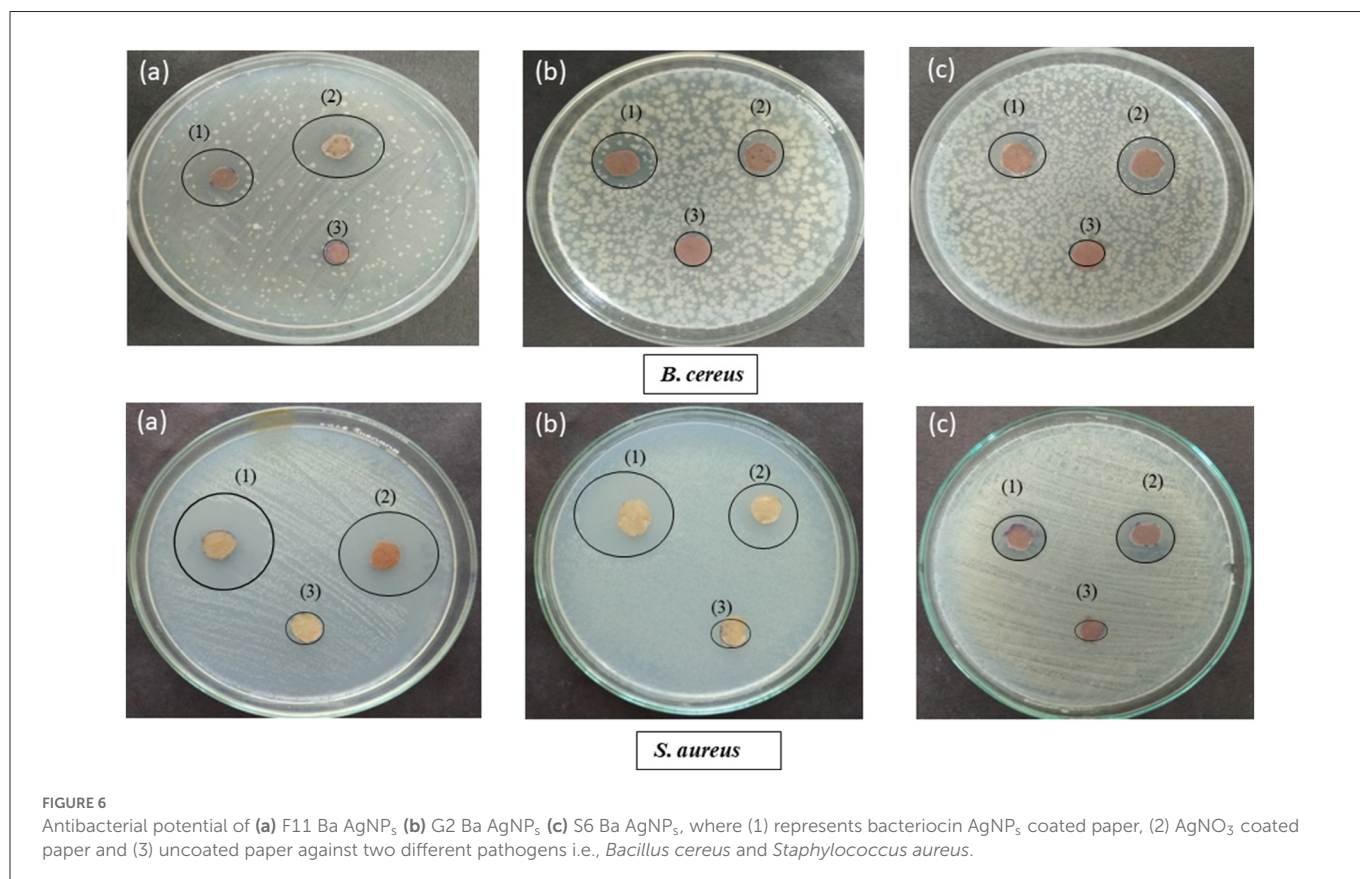 (a)
(1)
(2)
(3)
(b)
(1)
(2)
(3)
(c)
(1)
(2)
(3)
B. cereus
(a)
(1)
(2)
(3)
(b)
(1)
(2)
(3)
(c)
(1)
(2)
(3)
S. aureus
FIGURE 6
Antibacterial potential of (a) F11 Ba AgNPs (b) G2 Ba AgNPs (c) S6 Ba AgNPs, where (1) represents bacteriocin AgNPs coated paper, (2) AgNO3 coated
paper and (3) uncoated paper against two different pathogens i.e., Bacillus cereus and Staphylococcus aureus.